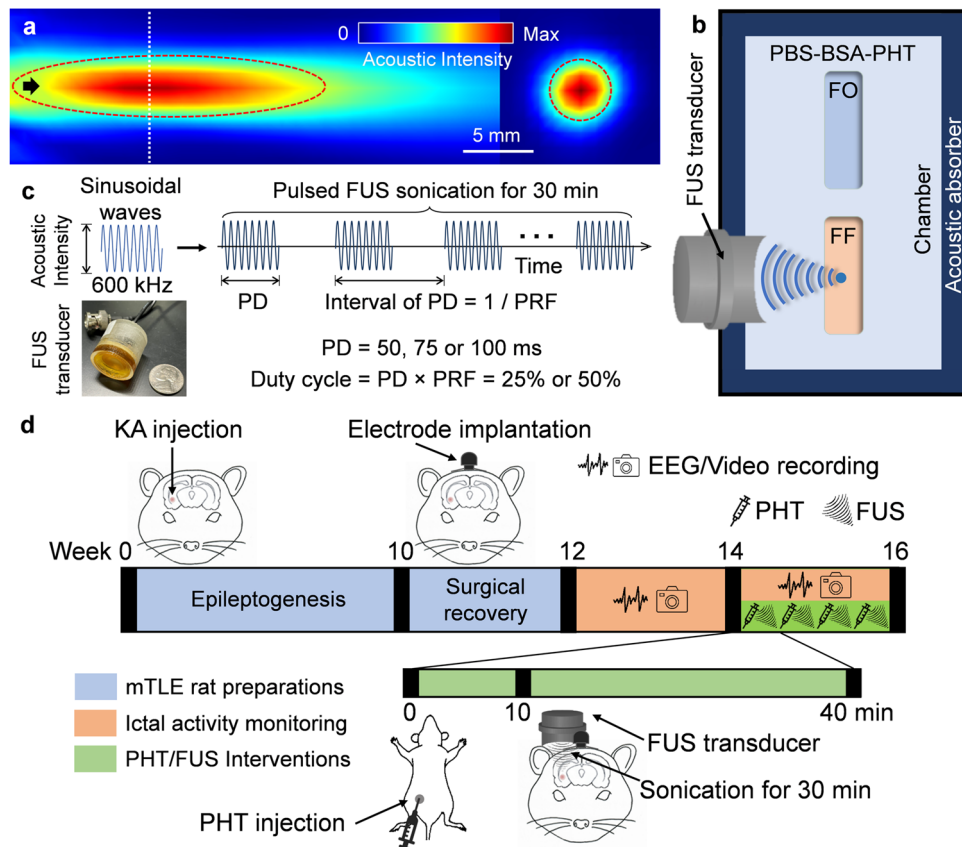 a
0
Max
Acoustic Intensity
5 mm
b
PBS-BSA-PHT
FO
FF
FUS transducer
Chamber
Acoustic absorber
c
Sinusoidal
waves
Acoustic
Intensity
600 kHz
FUS
transducer
Pulsed FUS sonication for 30 min
...
Time
PD
Interval of PD = 1 / PRF
PD = 50, 75 or 100 ms
Duty cycle = PD × PRF = 25% or 50%
d
KA injection
Electrode implantation
EEG/Video recording
PHT
FUS
Week 0
10
12
14
16
Epileptogenesis
Surgical
recovery
mTLE rat preparations
Ictal activity monitoring
PHT/FUS Interventions
0
10
40 min
PHT injection
FUS transducer
Sonication for 30 min